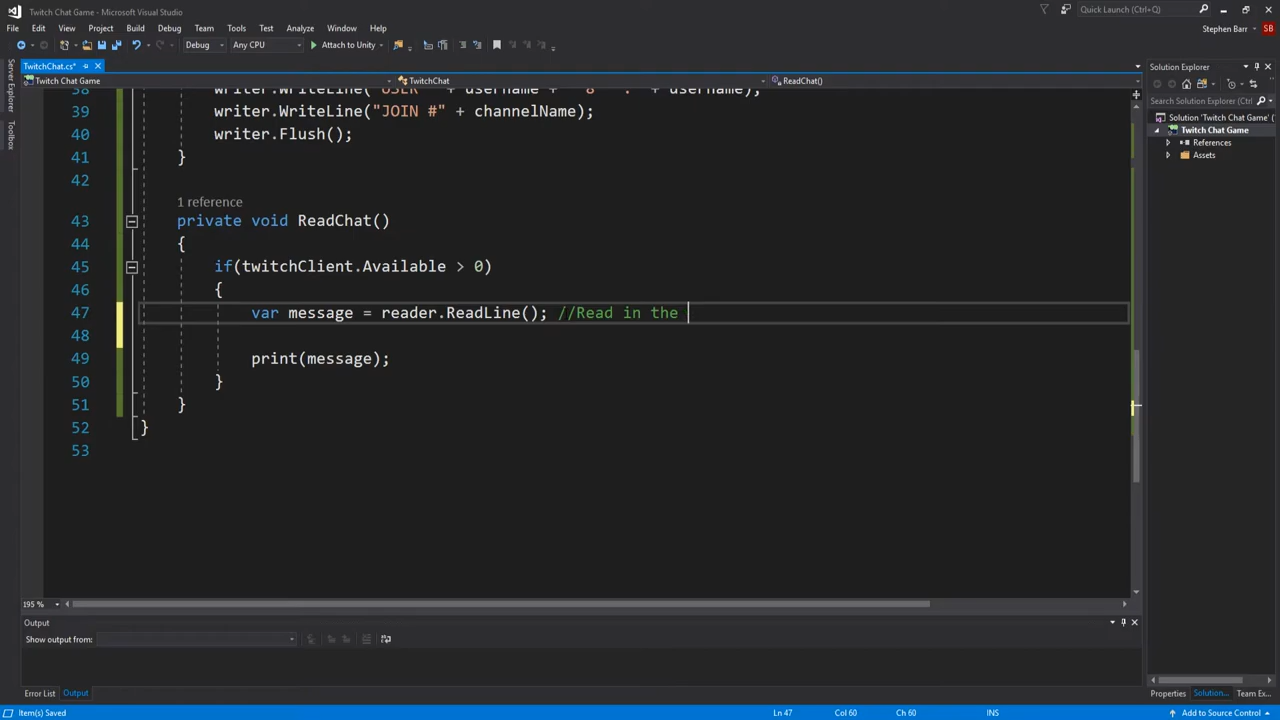 Twitch Chat Game - Microsoft Visual Studio
Quick Launch (Ctrl+Q)
File Edit View Project Build Debug Team Tools Test Analyze Window Help
Stephen Barr SB
Debug Any CPU Attach to Unity
TwitchChat.cs*
Solution Explorer
Twitch Chat Game TwitchChat ReadChat()
Search Solution Explorer (Ctrl
Server Explorer
Toolbox
Solution 'Twitch Chat Game' (
Twitch Chat Game
References
Assets
38 writer.WriteLine("USER " + username + " 8 * :" + username);
39 writer.WriteLine("JOIN #" + channelName);
40 writer.Flush();
41 }
42
1 reference
43 private void ReadChat()
44 {
45 if(twitchClient.Available > 0)
46 {
47 var message = reader.ReadLine(); //Read in the
48
49 print(message);
50 }
51 }
52 }
53
195 %
Output
Show output from:
Error List Output
Properties Solution... Team Ex...
Item(s) Saved Ln 47 Col 60 Ch 60 INS Add to Source Control